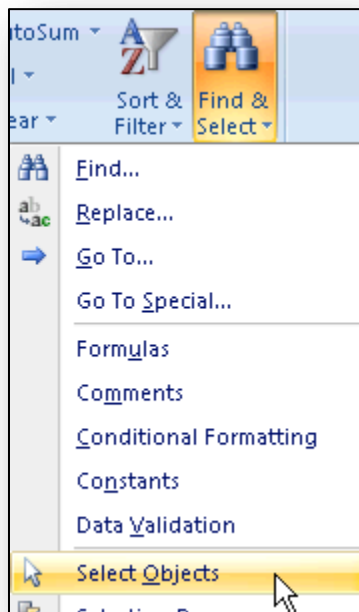 toSum
Sort & Filter
Find & Select
ear
Find...
Replace...
Go To...
Go To Special...
Formulas
Comments
Conditional Formatting
Constants
Data Validation
Select Objects